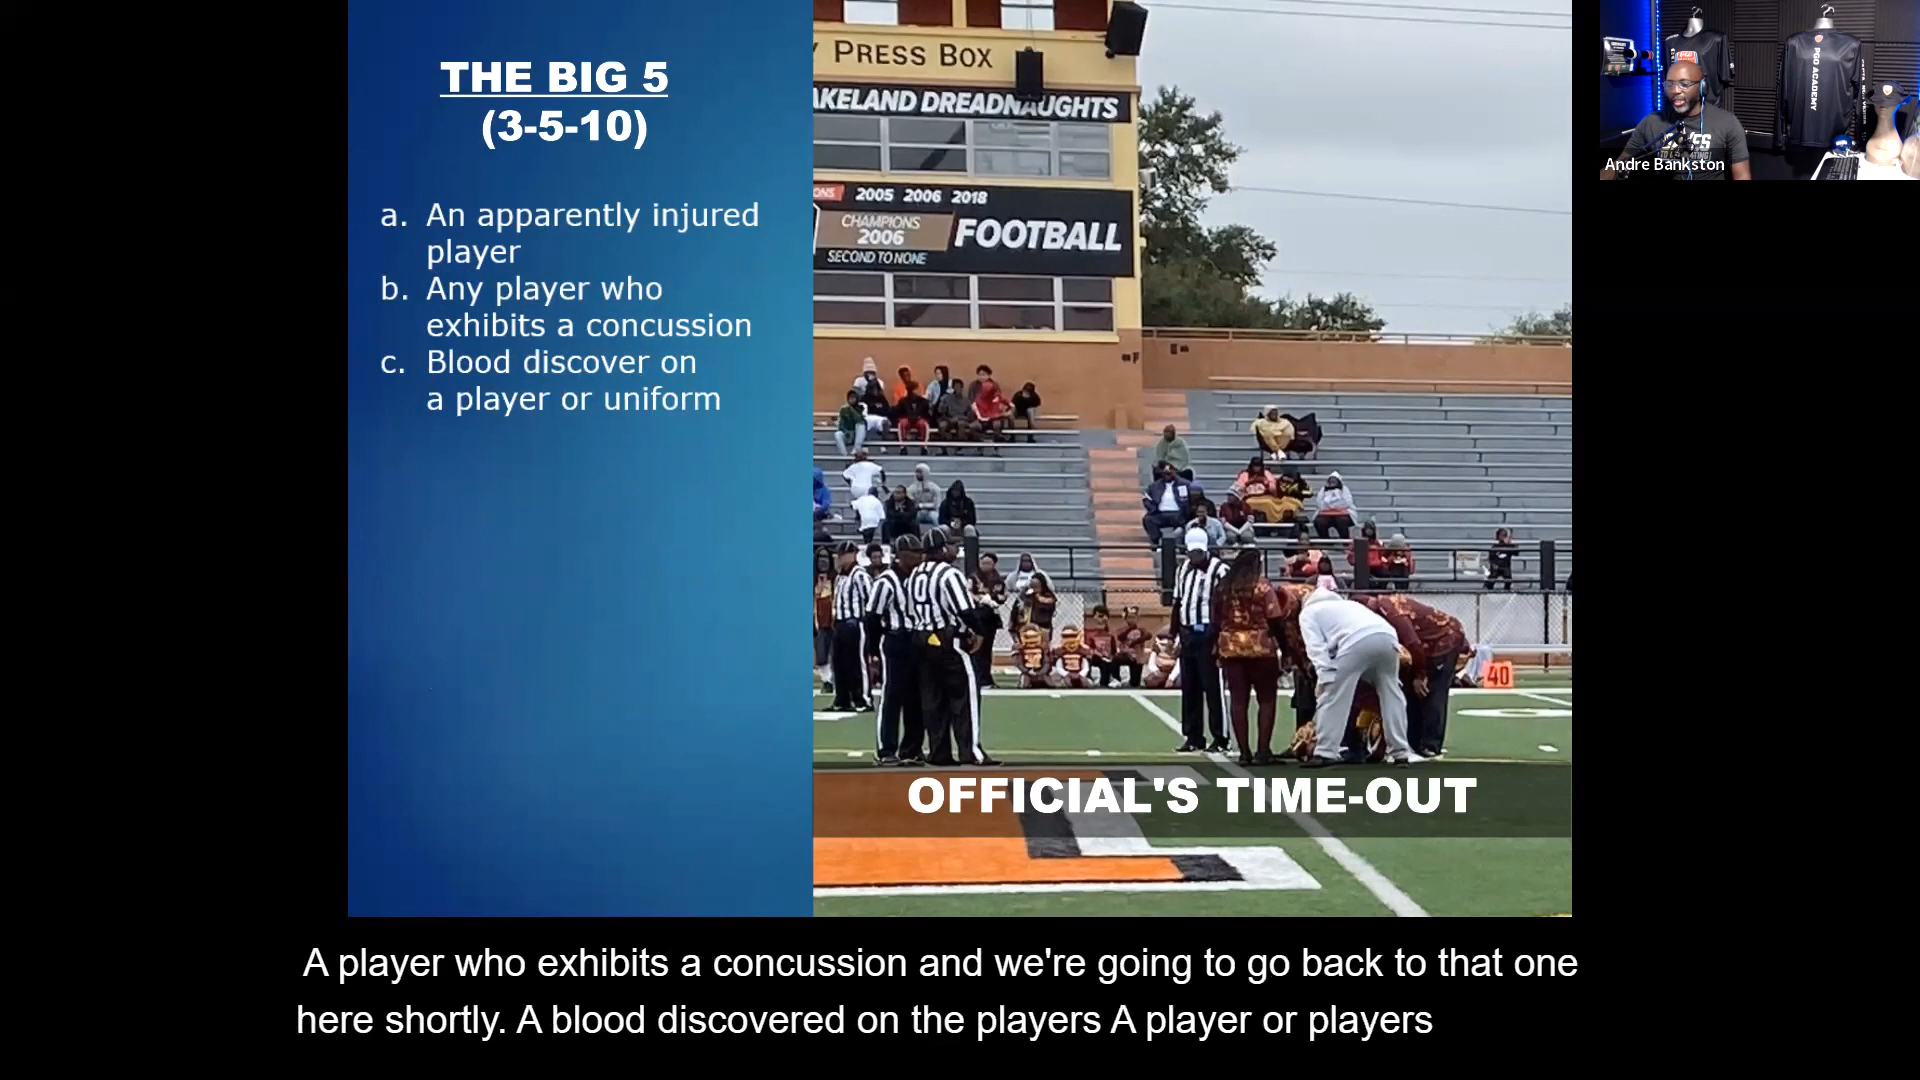 THE BIG 5
(3-5-10)
a. An apparently injured
player
b. Any player who
exhibits a concussion
c. Blood discover on
a player or uniform
PRESS BOX
AKELAND DREADNAUGHTS
2005 2006 2018
CHAMPIONS
2006
SECOND TO NONE
FOOTBALL
40
OFFICIAL'S TIME-OUT
PGO ACADEMY
Andre Bankston
A player who exhibits a concussion and we're going to go back to that one
here shortly. A blood discovered on the players A player or players